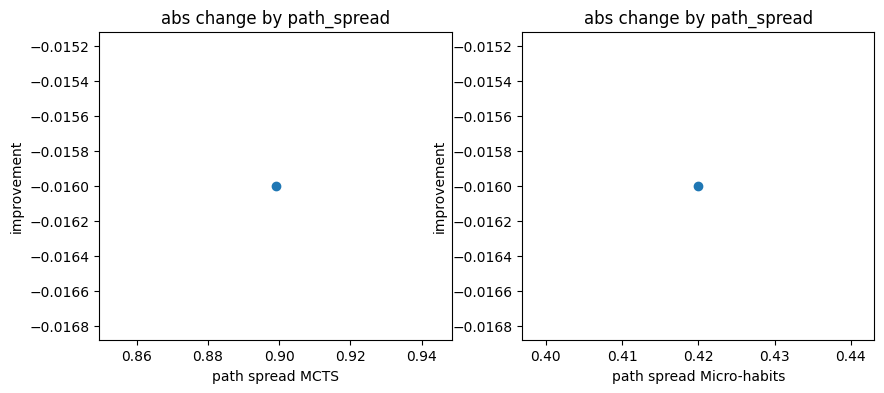 abs change by path_spread
−0.0152
−0.0154
−0.0156
−0.0158
−0.0160
−0.0162
−0.0164
−0.0166
−0.0168
improvement
0.86 0.88 0.90 0.92 0.94
path spread MCTS
abs change by path_spread
−0.0152
−0.0154
−0.0156
−0.0158
−0.0160
−0.0162
−0.0164
−0.0166
−0.0168
improvement
0.40 0.41 0.42 0.43 0.44
path spread Micro-habits